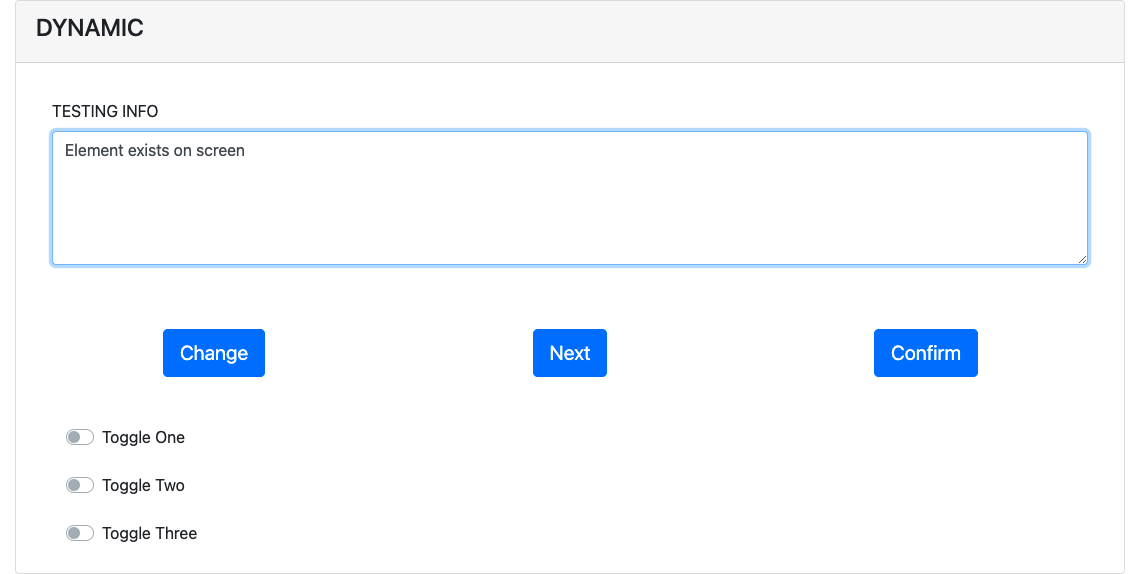 DYNAMIC
TESTING INFO
Element exists on screen
Change Next Confirm
Toggle One
Toggle Two
Toggle Three